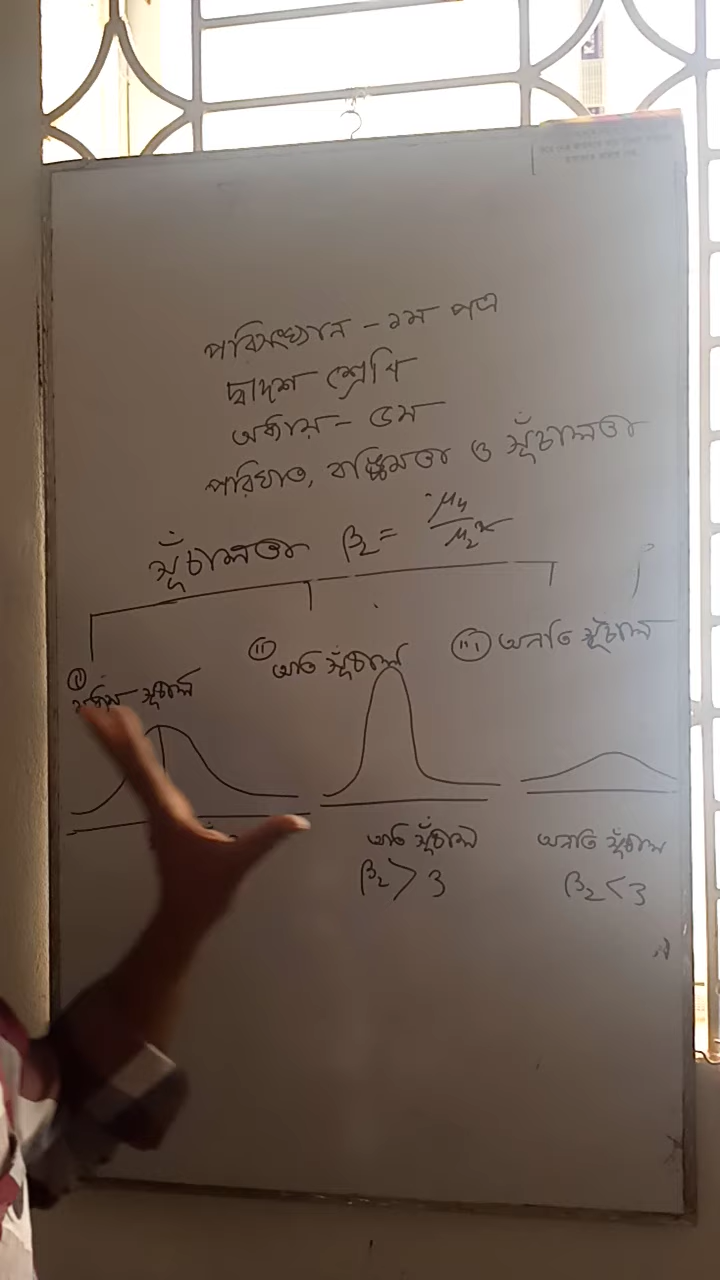 পরিসংখ্যান - ১ম পত্র
দ্বাদশ শ্রেণি
অধ্যায় - ৫ম
পরিঘাত, বঙ্কিমতা ও সূঁচালতা
সূঁচালতা β₂ = μ₄/μ₂²
সূঁচাল
(ii) অতি সূঁচাল
(iii) অনতি সূঁচাল
অতি সূঁচাল
β₂ > 3
অনতি সূঁচাল
β₂ < 3